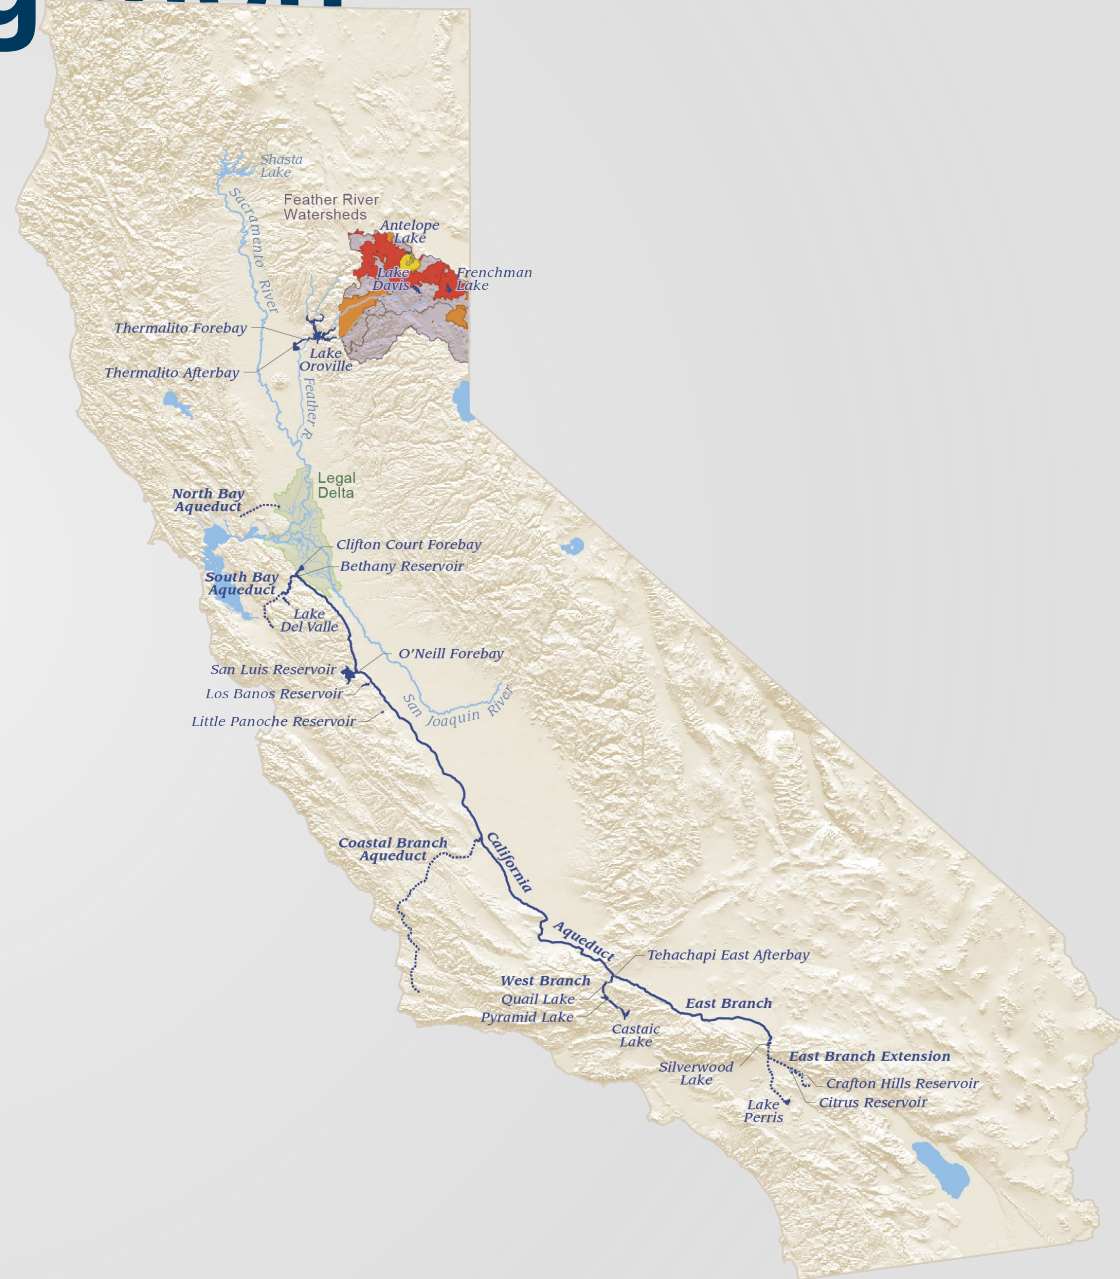 Shasta
Lake
Sacramento River
Feather River
Watersheds
Antelope
Lake
Lake
Davis
Frenchman
Lake
Thermalito Forebay
Lake
Oroville
Thermalito Afterbay
Feather R
Legal
Delta
North Bay
Aqueduct
Clifton Court Forebay
Bethany Reservoir
South Bay
Aqueduct
Lake
Del Valle
O'Neill Forebay
San Luis Reservoir
Los Banos Reservoir
San Joaquin River
Little Panoche Reservoir
Coastal Branch
Aqueduct
California
Aqueduct
Tehachapi East Afterbay
West Branch
Quail Lake
Pyramid Lake
East Branch
Castaic
Lake
Silverwood
Lake
East Branch Extension
Crafton Hills Reservoir
Citrus Reservoir
Lake
Perris